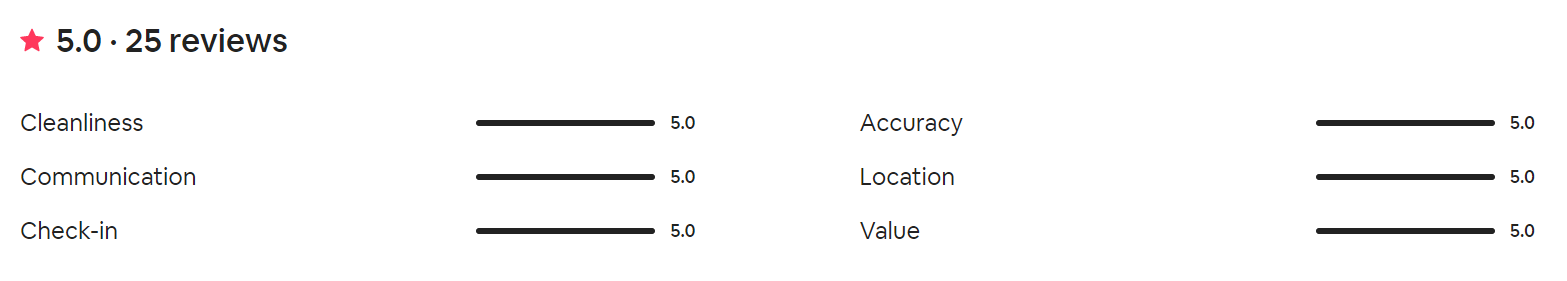 5.0 · 25 reviews
Cleanliness 5.0 Accuracy 5.0
Communication 5.0 Location 5.0
Check-in 5.0 Value 5.0